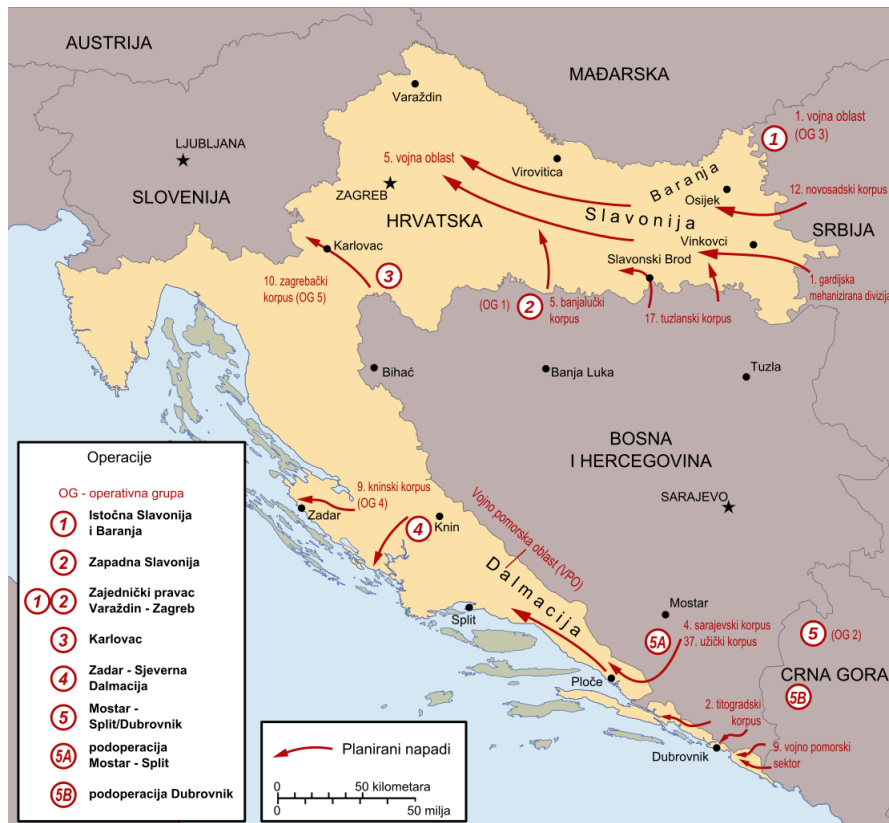 AUSTRIJA
MAĐARSKA
Varaždin
1. vojna oblast
(OG 3)
1
LJUBLJANA
5. vojna oblast
Virovitica
Baranja
ZAGREB
12. novosadski korpus
SLOVENIJA
Osijek
HRVATSKA
Slavonija
SRBIJA
Vinkovci
Karlovac
Slavonski Brod
10. zagrebački
korpus (OG 5)
3
1. gardijska
mehanizirana divizija
(OG 1)
2
5. banjalučki
korpus
17. tuzlanski korpus
Bihać
Banja Luka
Tuzla
BOSNA
I HERCEGOVINA
SARAJEVO
9. kninski korpus
(OG 4)
Zadar
4
Knin
Vojno pomorska oblast (VPO)
Dalmacija
Split
Mostar
4. sarajevski korpus
37. užički korpus
5A
5
(OG 2)
CRNA GORA
5B
Ploče
2. titogradski
korpus
Dubrovnik
9. vojno pomorski
sektor
Operacije
OG - operativna grupa
1 Istočna Slavonija
i Baranja
2 Zapadna Slavonija
1 2 Zajednički pravac
Varaždin - Zagreb
3 Karlovac
4 Zadar - Sjeverna
Dalmacija
5 Mostar -
Split/Dubrovnik
5A podoperacija
Mostar - Split
5B podoperacija Dubrovnik
Planirani napadi
0 50 kilometara
0 50 milja